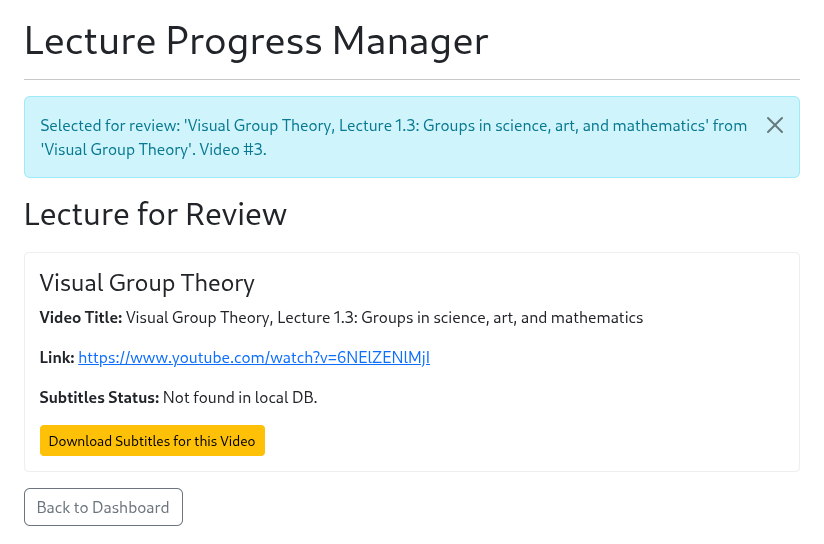 Lecture Progress Manager
Selected for review: 'Visual Group Theory, Lecture 1.3: Groups in science, art, and mathematics' from
'Visual Group Theory'. Video #3.
Lecture for Review
Visual Group Theory
Video Title: Visual Group Theory, Lecture 1.3: Groups in science, art, and mathematics
Link: https://www.youtube.com/watch?v=6NElZENlMjI
Subtitles Status: Not found in local DB.
Download Subtitles for this Video
Back to Dashboard